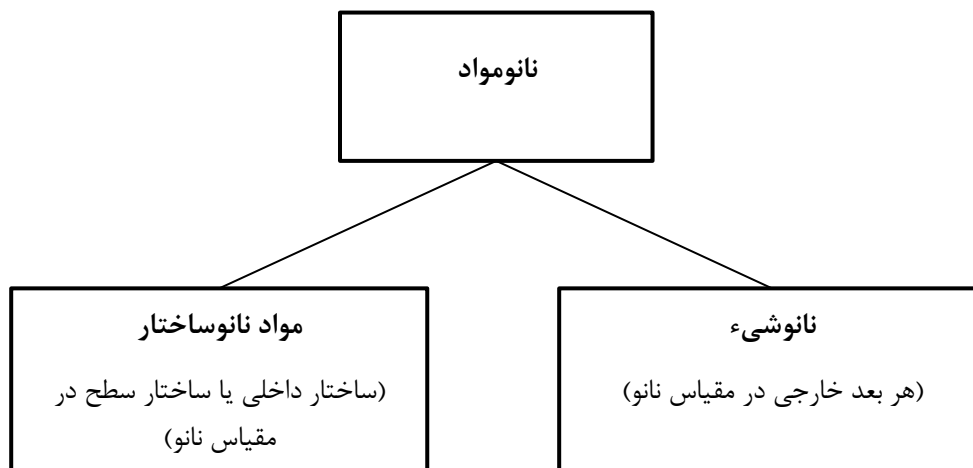 نانومواد
نانوشیء
(هر بعد خارجی در مقیاس نانو)
مواد نانوساختار
(ساختار داخلی یا ساختار سطح در
مقیاس نانو)